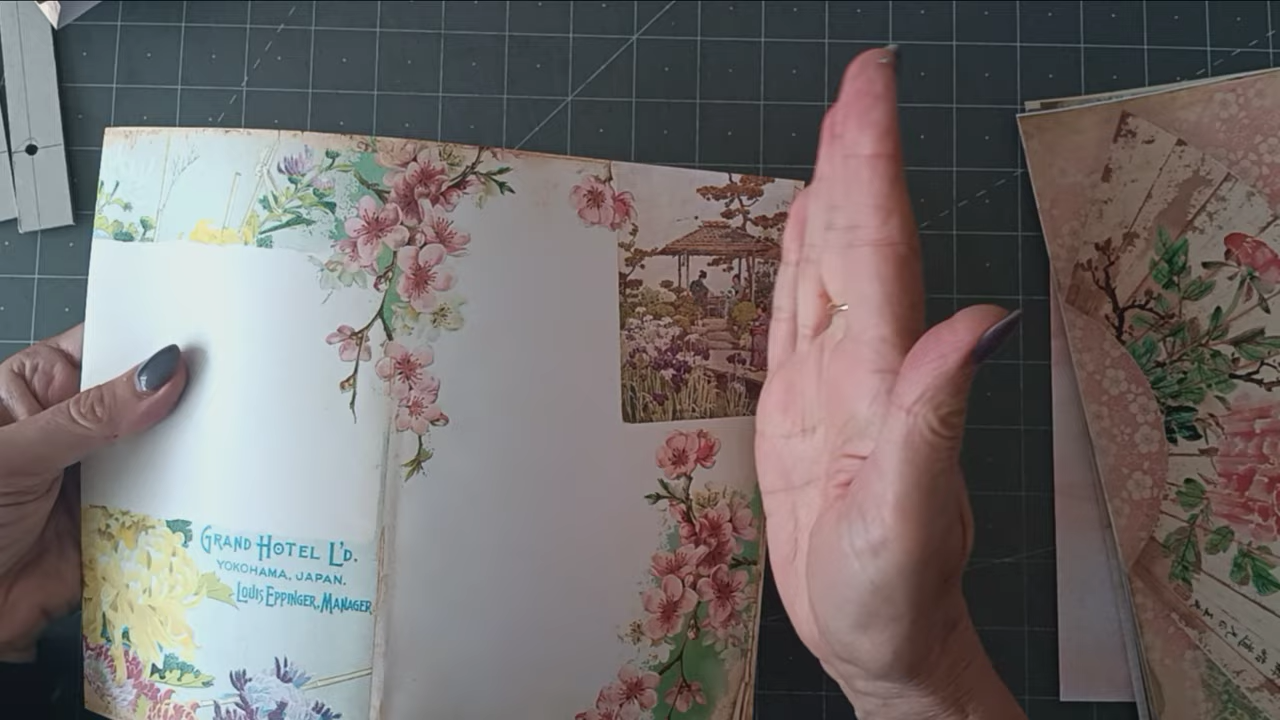 GRAND HOTEL L'D.
YOKOHAMA, JAPAN.
LOUIS EPPINGER, MANAGER